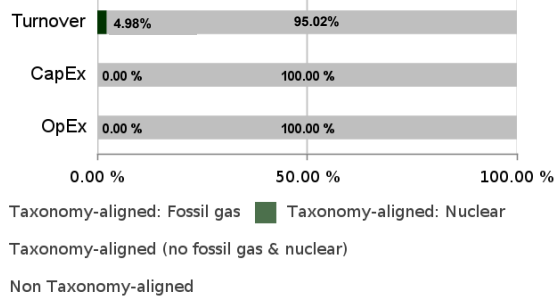 Turnover 4.98% 95.02%
CapEx 0.00 % 100.00 %
OpEx 0.00 % 100.00 %
0.00 % 50.00 % 100.00 %
Taxonomy-aligned: Fossil gas Taxonomy-aligned: Nuclear
Taxonomy-aligned (no fossil gas & nuclear)
Non Taxonomy-aligned